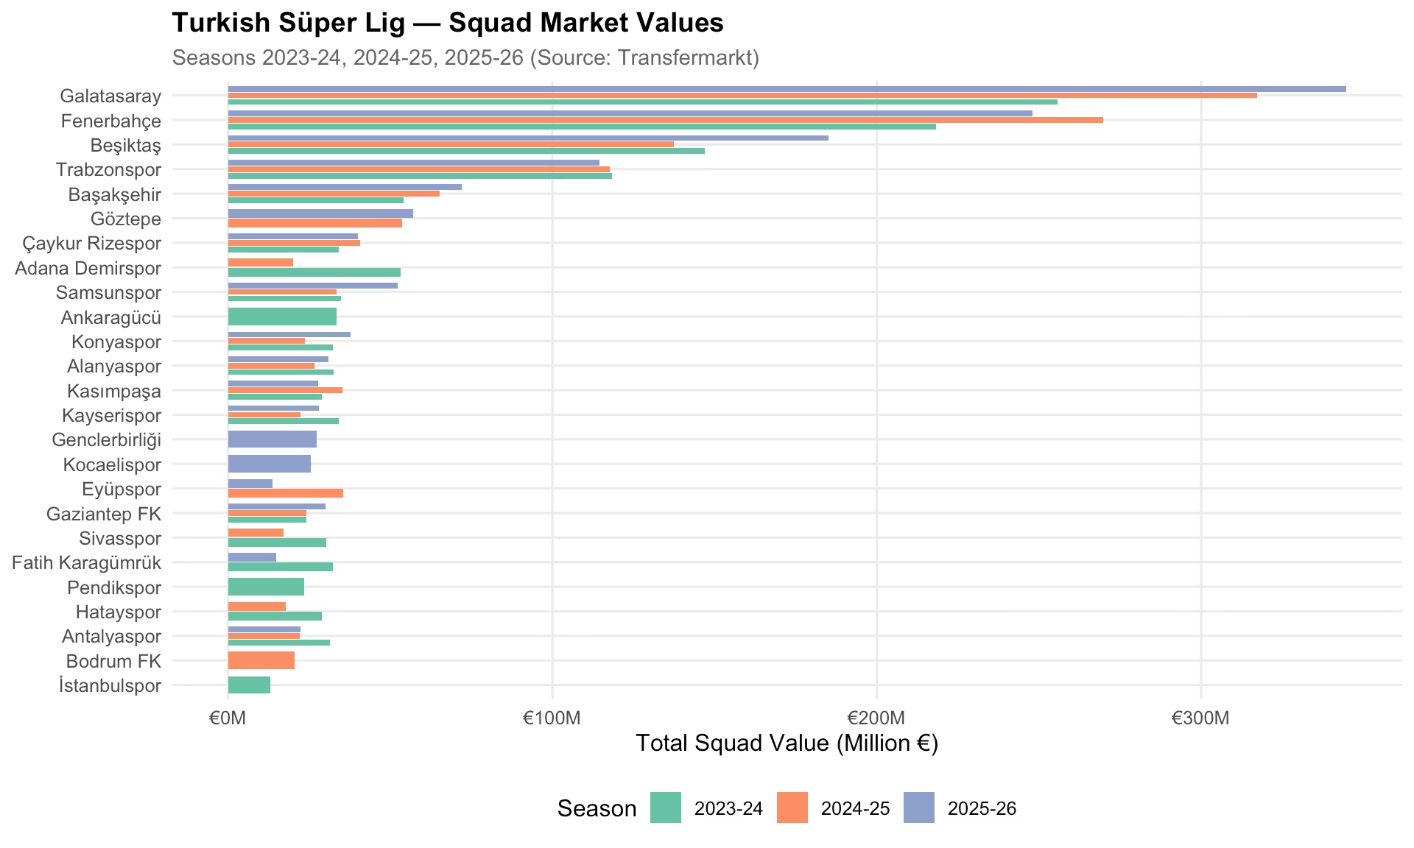 Turkish Süper Lig — Squad Market Values
Seasons 2023-24, 2024-25, 2025-26 (Source: Transfermarkt)
Galatasaray
Fenerbahçe
Beşiktaş
Trabzonspor
Başakşehir
Göztepe
Çaykur Rizespor
Adana Demirspor
Samsunspor
Ankaragücü
Konyaspor
Alanyaspor
Kasımpaşa
Kayserispor
Genclerbirliği
Kocaelispor
Eyüpspor
Gaziantep FK
Sivasspor
Fatih Karagümrük
Pendikspor
Hatayspor
Antalyaspor
Bodrum FK
İstanbulspor
€0M €100M €200M €300M
Total Squad Value (Million €)
Season 2023-24 2024-25 2025-26